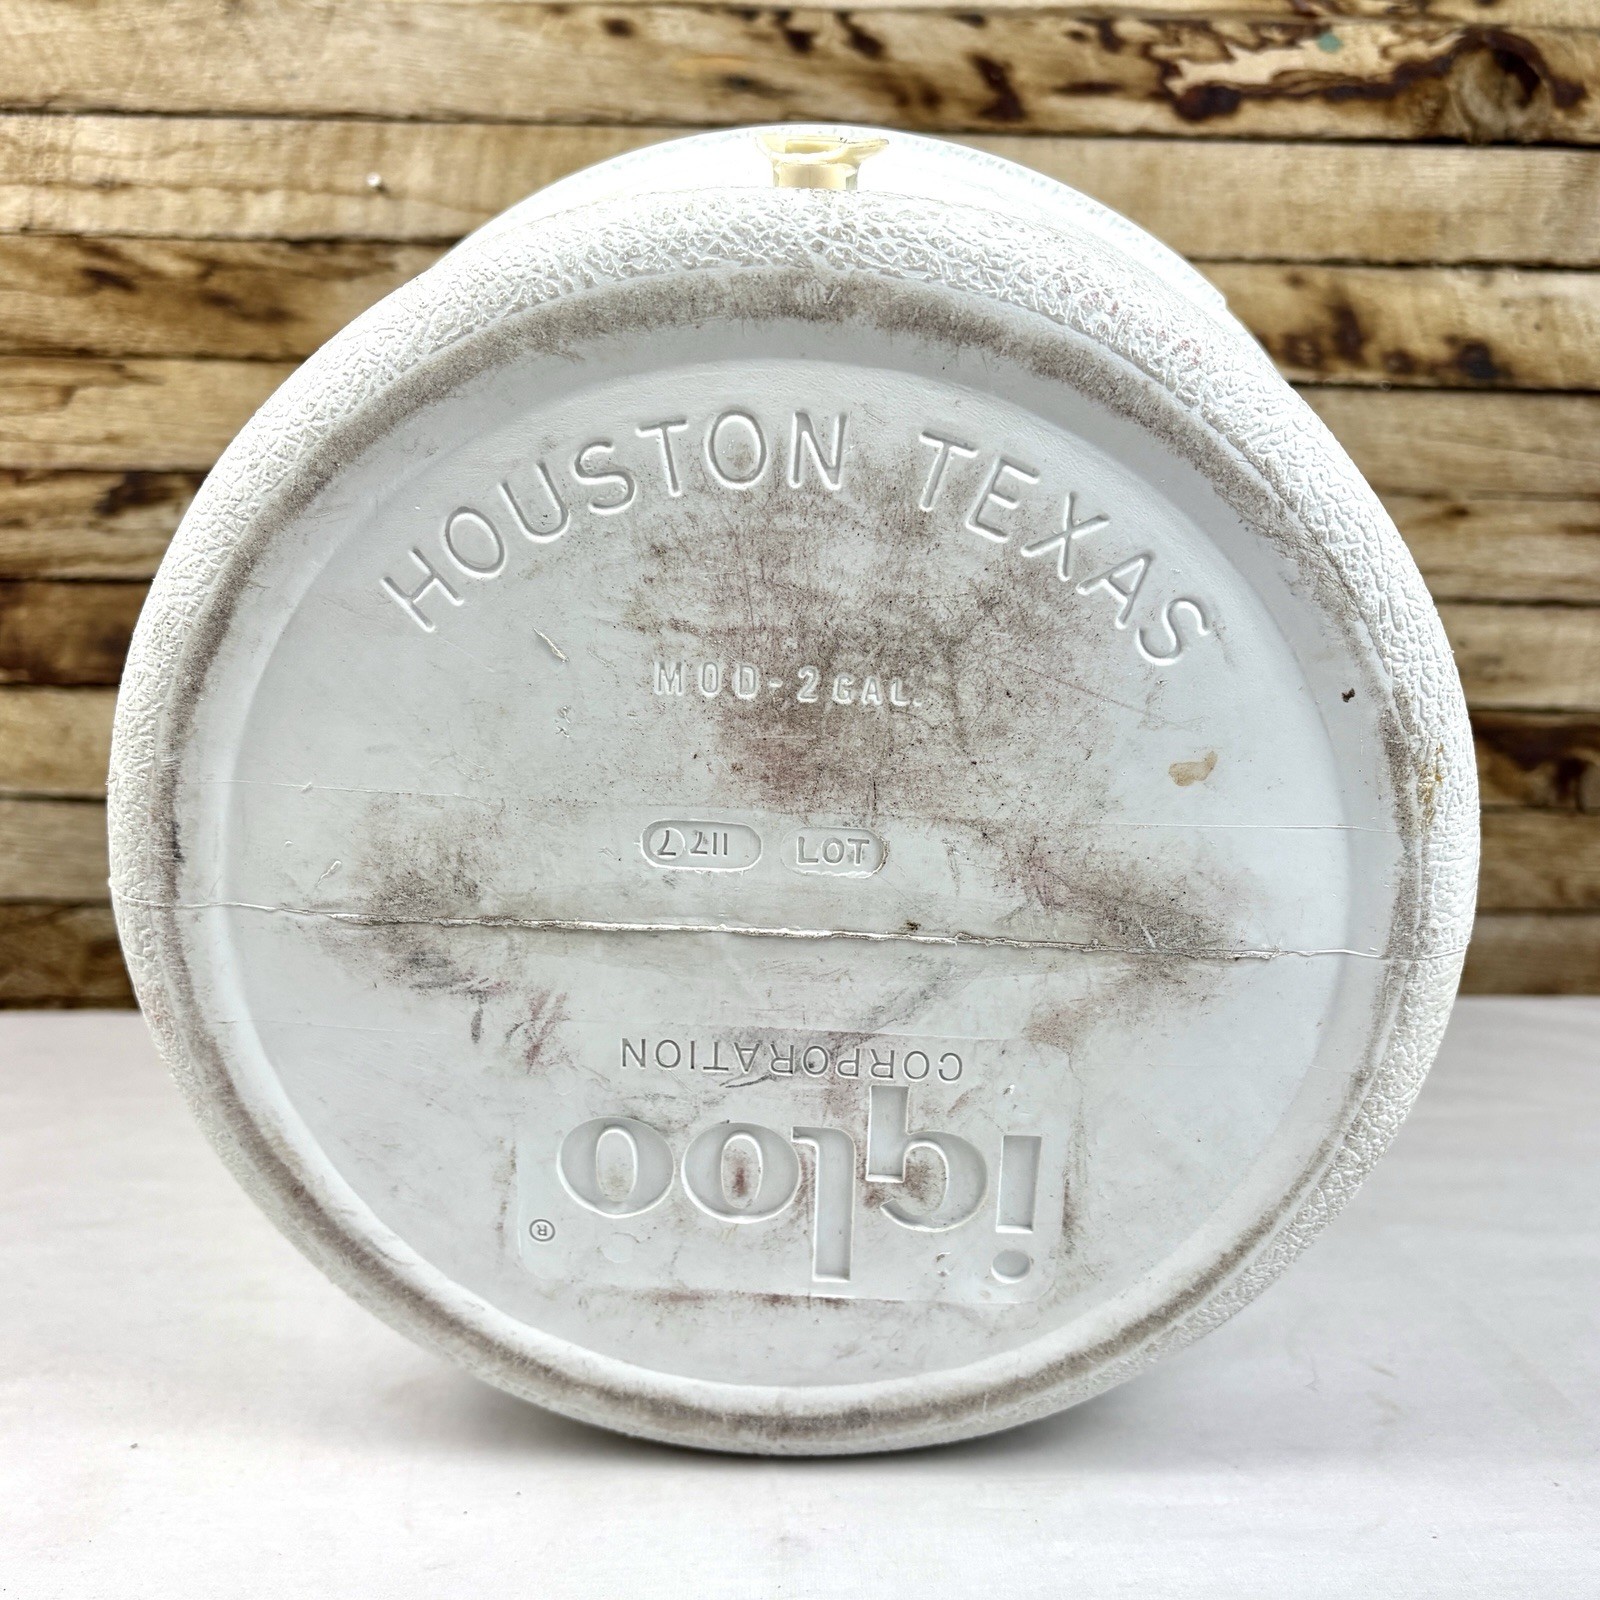 HOUSTON TEXAS
MOD-2 GAL.
LOT
igloo®
CORPORATION